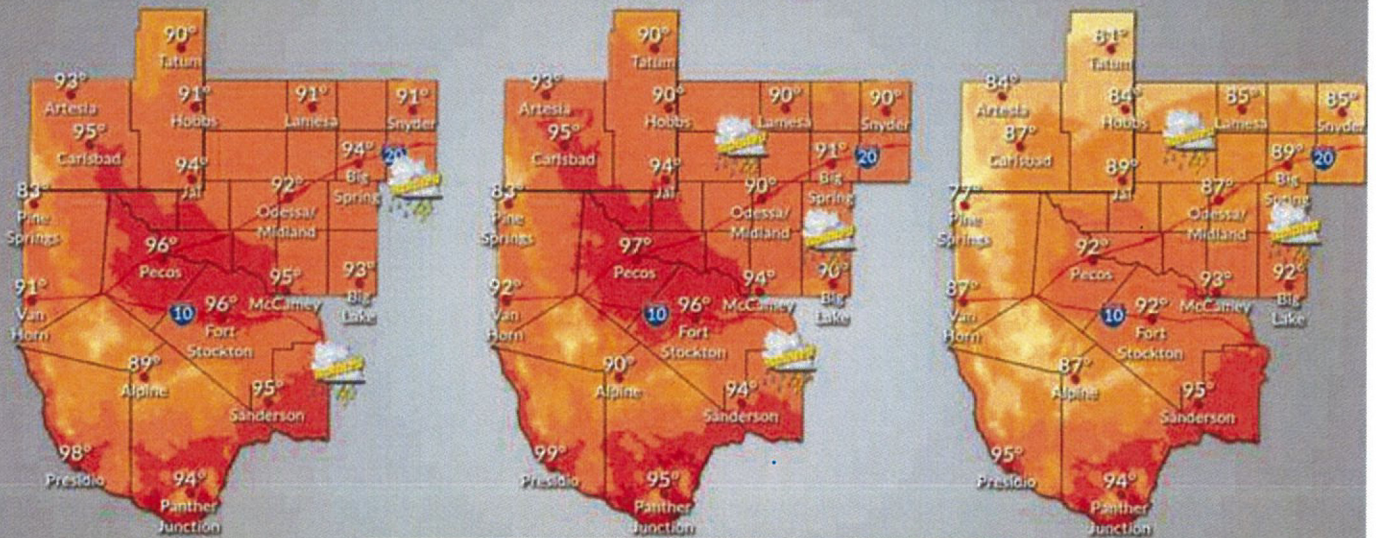 90°
Tatum
93°
Artesia
91°
Hobbs
91°
Lamesa
91°
Snyder
95°
Carlsbad
94°
Jal
94°
Big
Spring
20
83°
Pine
Springs
92°
Odessa/
Midland
96°
Pecos
91°
Van
Horn
10
96°
Fort
Stockton
95°
McCamey
93°
Big
Lake
89°
Alpine
95°
Sanderson
98°
Presidio
94°
Panther
Junction
90°
Tatum
93°
Artesia
90°
Hobbs
90°
Lamesa
90°
Snyder
95°
Carlsbad
94°
Jal
91°
Big
Spring
20
83°
Pine
Springs
90°
Odessa/
Midland
97°
Pecos
92°
Van
Horn
10
96°
Fort
Stockton
94°
McCamey
90°
Big
Lake
90°
Alpine
94°
Sanderson
99°
Presidio
95°
Panther
Junction
81°
Tatum
84°
Artesia
84°
Hobbs
85°
Lamesa
85°
Snyder
87°
Carlsbad
89°
Jal
89°
Big
Spring
20
77°
Pine
Springs
87°
Odessa/
Midland
92°
Pecos
87°
Van
Horn
10
92°
Fort
Stockton
93°
McCamey
92°
Big
Lake
87°
Alpine
95°
Sanderson
95°
Presidio
94°
Panther
Junction